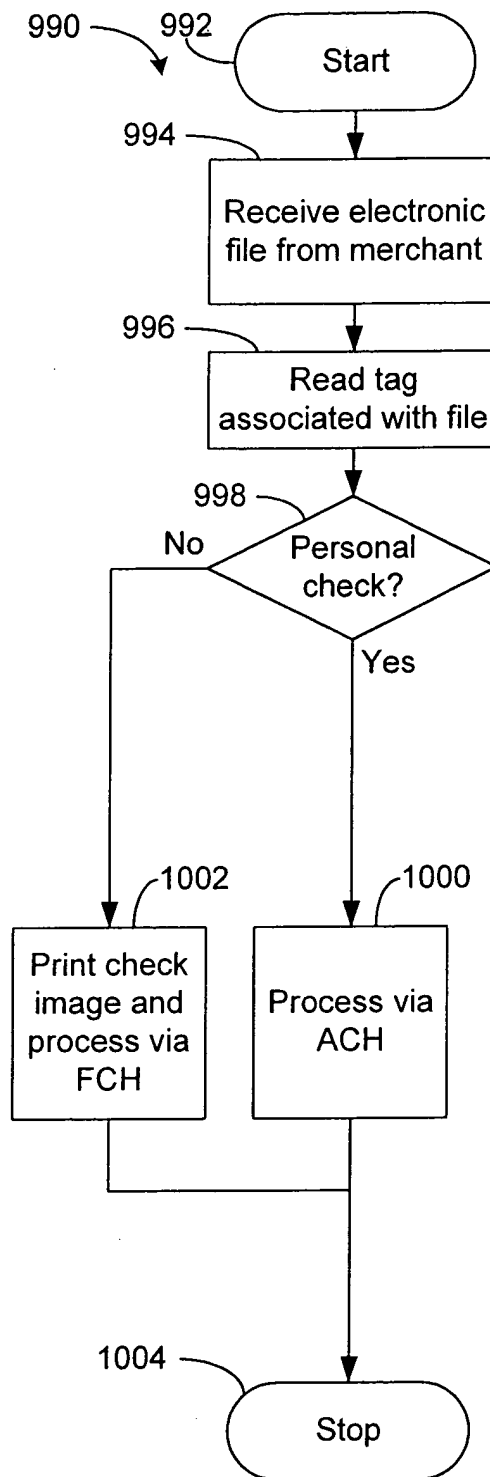 990
992
Start
994
Receive electronic
file from merchant
996
Read tag
associated with file
998
Personal
check?
No
Yes
1002
Print check
image and
process via
FCH
1000
Process via
ACH
1004
Stop